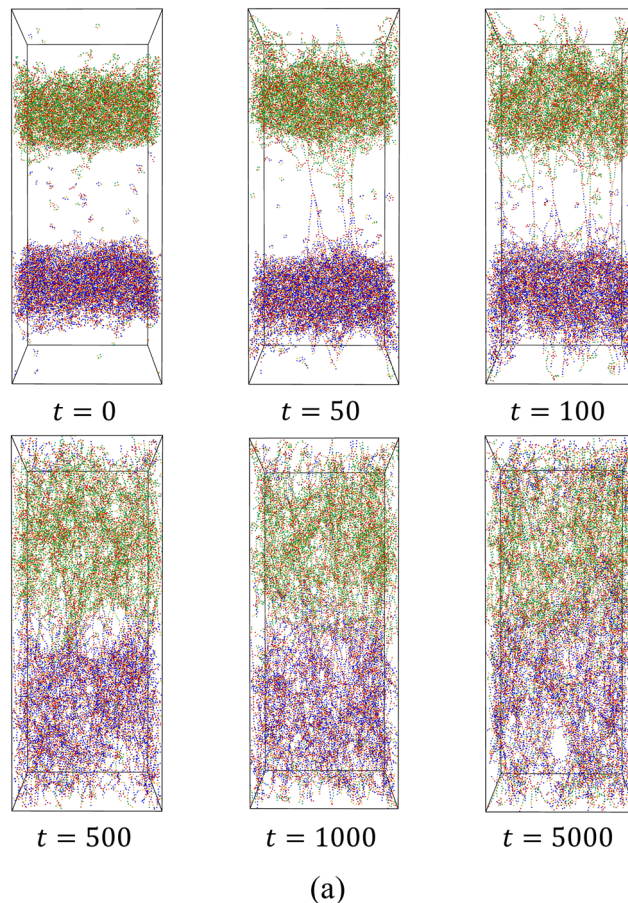 t = 0
t = 50
t = 100
t = 500
t = 1000
t = 5000
(a)